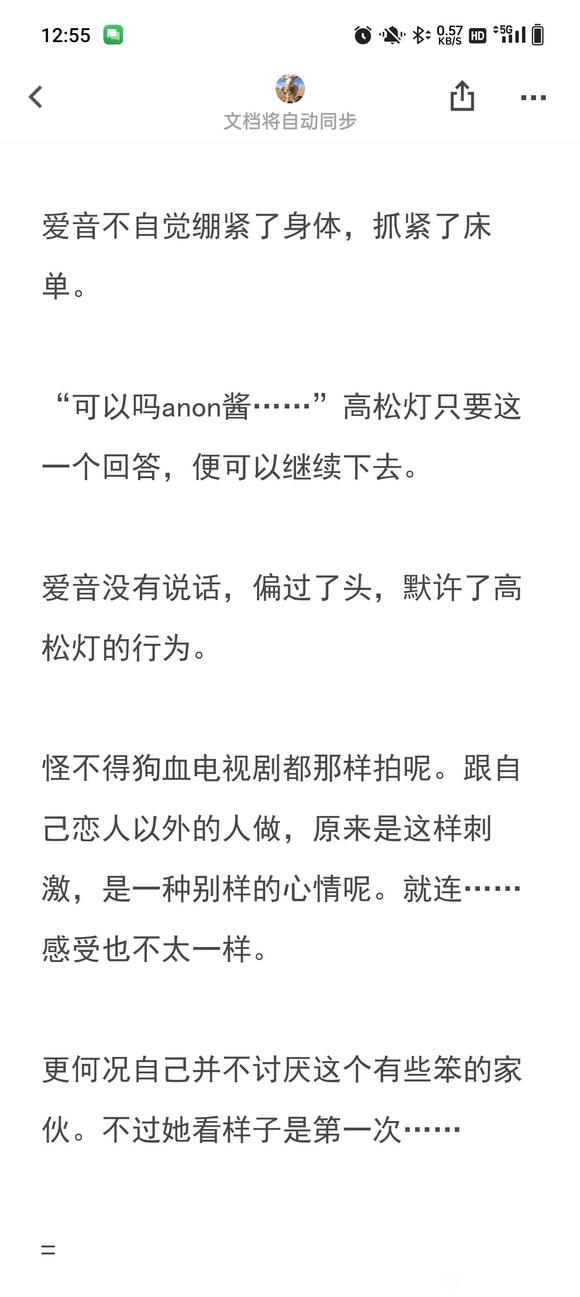 12:55
0.57
KB/S
HD
5G
文档将自动同步
爱音不自觉绷紧了身体，抓紧了床
单。
“可以吗anon酱……”高松灯只要这
一个回答，便可以继续下去。
爱音没有说话，偏过了头，默许了高
松灯的行为。
怪不得狗血电视剧都那样拍呢。跟自
己恋人以外的人做，原来是这样刺
激，是一种别样的心情呢。就连……
感受也不太一样。
更何况自己并不讨厌这个有些笨的家
伙。不过她看样子是第一次……
=